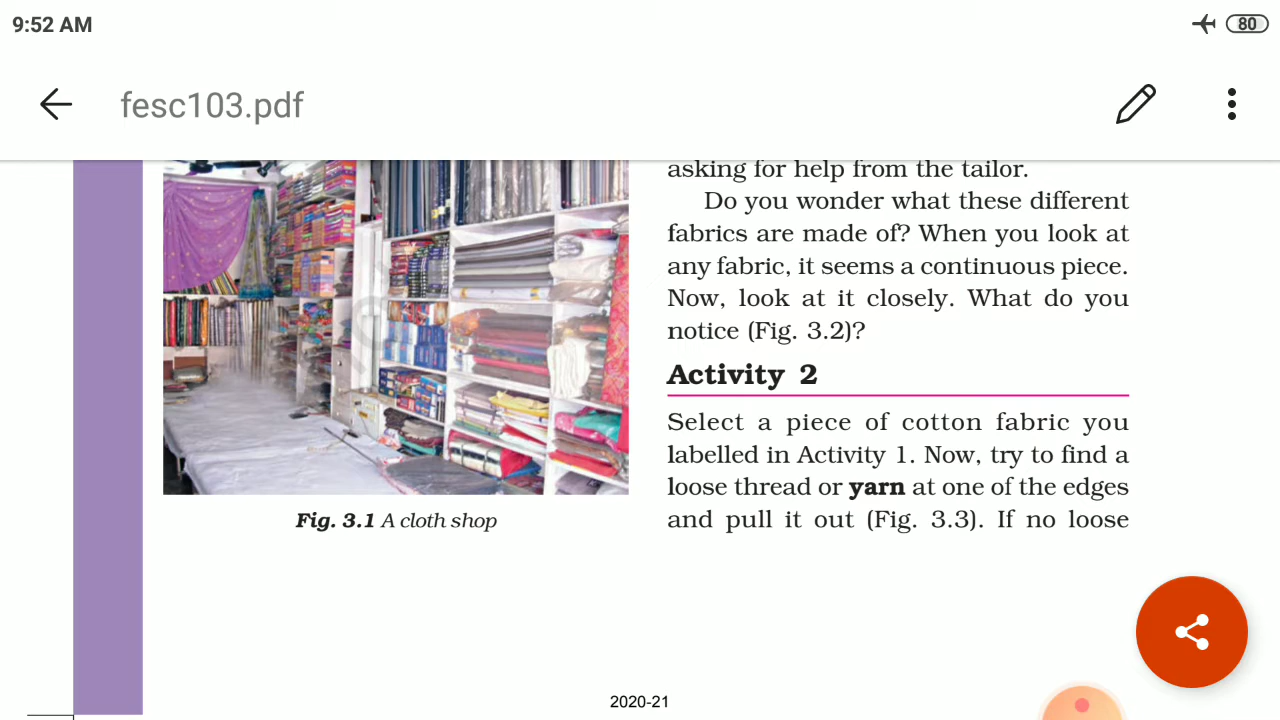 9:52 AM
80
fesc103.pdf
asking for help from the tailor.
Do you wonder what these different
fabrics are made of? When you look at
any fabric, it seems a continuous piece.
Now, look at it closely. What do you
notice (Fig. 3.2)?
Activity 2
Select a piece of cotton fabric you
labelled in Activity 1. Now, try to find a
loose thread or yarn at one of the edges
and pull it out (Fig. 3.3). If no loose
Fig. 3.1 A cloth shop
2020-21